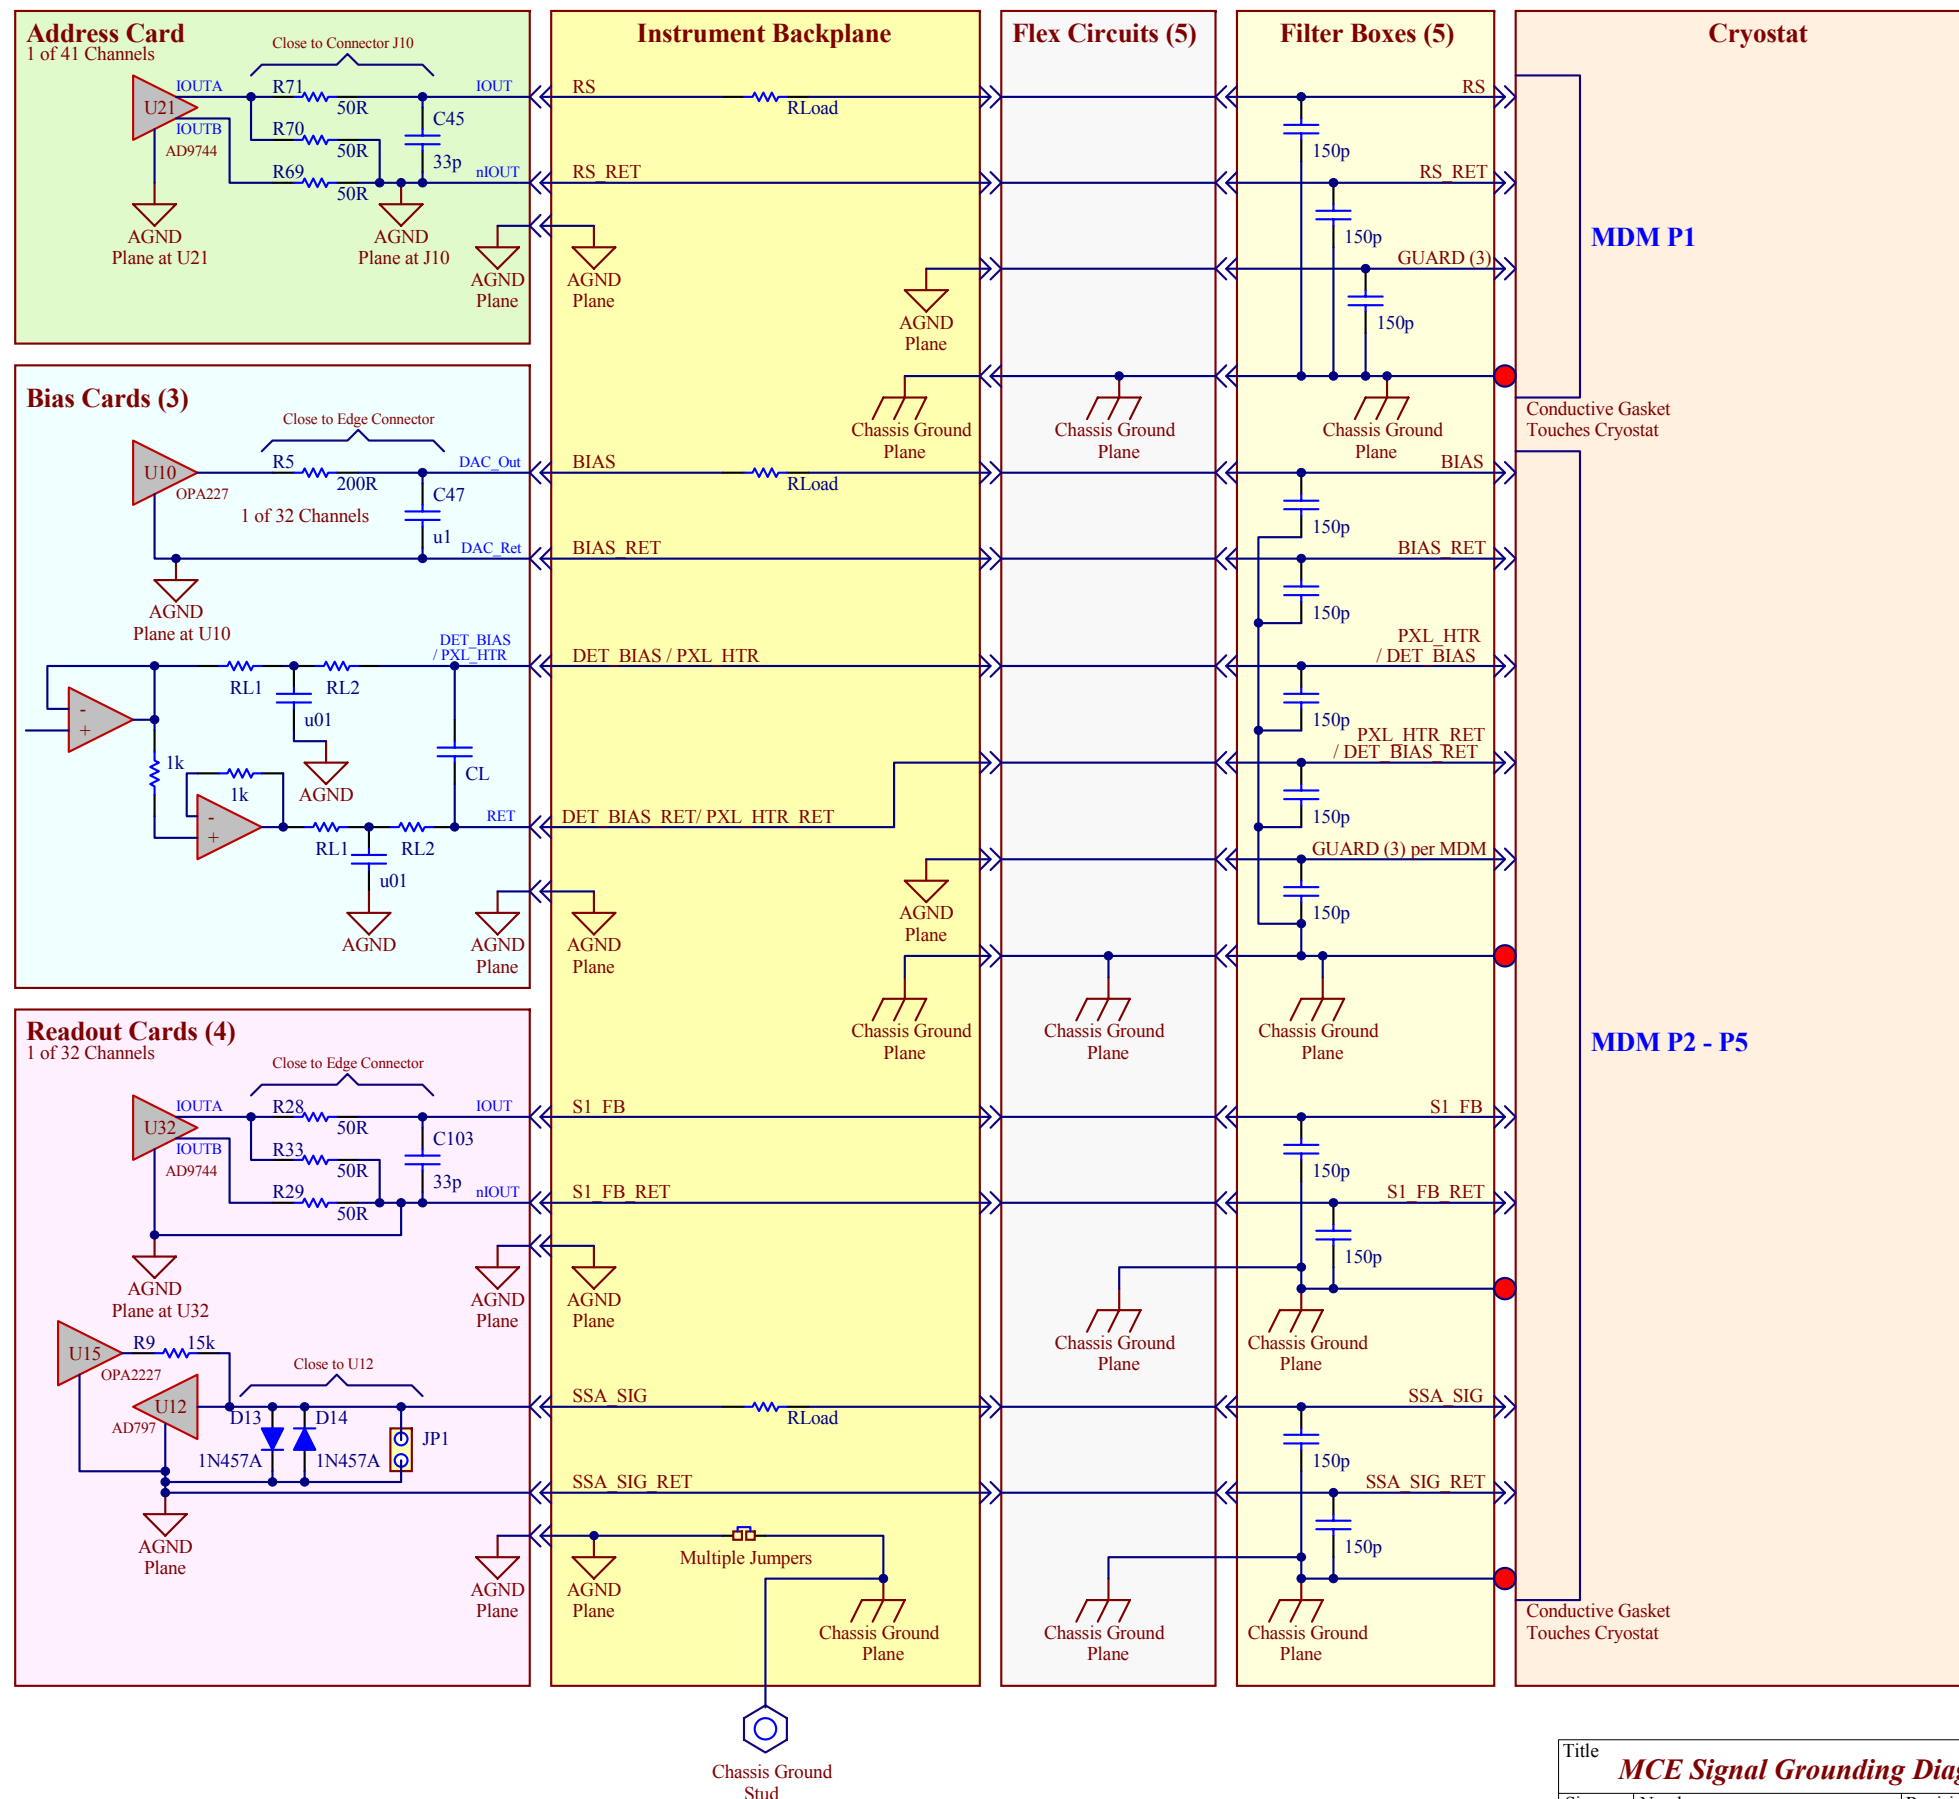 Address Card
1 of 41 Channels
Close to Connector J10
IOUTA
R71
50R
IOUT
U21
IOUTB
AD9744
R70
50R
C45
33p
R69
50R
nIOUT
AGND
Plane at U21
AGND
Plane at J10
AGND
Plane
Bias Cards (3)
Close to Edge Connector
U10
OPA227
R5
200R
DAC_Out
C47
u1
1 of 32 Channels
DAC_Ret
AGND
Plane at U10
DET_BIAS
/ PXL_HTR
RL1
RL2
u01
-
+
AGND
1k
1k
CL
-
+
RET
RL1
RL2
u01
AGND
AGND
Plane
Readout Cards (4)
1 of 32 Channels
Close to Edge Connector
IOUTA
R28
50R
IOUT
U32
IOUTB
AD9744
R33
50R
C103
33p
R29
50R
nIOUT
AGND
Plane at U32
AGND
Plane
U15
OPA2227
R9
15k
Close to U12
U12
AD797
D13
1N457A
D14
1N457A
JP1
AGND
Plane
AGND
Plane
Instrument Backplane
RS
RLoad
RS_RET
AGND
Plane
AGND
Plane
Chassis Ground
Plane
BIAS
RLoad
BIAS_RET
DET_BIAS / PXL_HTR
DET_BIAS_RET/ PXL_HTR_RET
AGND
Plane
AGND
Plane
Chassis Ground
Plane
S1_FB
S1_FB_RET
AGND
Plane
SSA_SIG
RLoad
SSA_SIG_RET
Multiple Jumpers
AGND
Plane
Chassis Ground
Plane
Chassis Ground
Stud
Flex Circuits (5)
Chassis Ground
Plane
Chassis Ground
Plane
Chassis Ground
Plane
Chassis Ground
Plane
Filter Boxes (5)
RS
150p
RS_RET
150p
GUARD (3)
150p
Chassis Ground
Plane
BIAS
150p
BIAS_RET
150p
PXL_HTR
/ DET_BIAS
150p
PXL_HTR_RET
/ DET_BIAS_RET
150p
GUARD (3) per MDM
150p
Chassis Ground
Plane
S1_FB
150p
S1_FB_RET
150p
Chassis Ground
Plane
SSA_SIG
150p
SSA_SIG_RET
150p
Chassis Ground
Plane
Cryostat
MDM P1
Conductive Gasket
Touches Cryostat
MDM P2 - P5
Conductive Gasket
Touches Cryostat
Title
MCE Signal Grounding